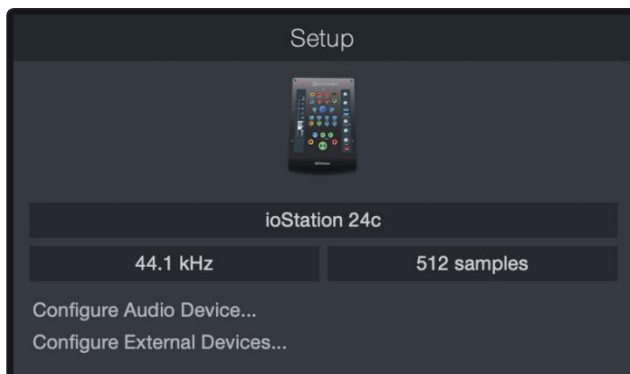 Setup
ioStation 24c
44.1 kHz
512 samples
Configure Audio Device...
Configure External Devices...